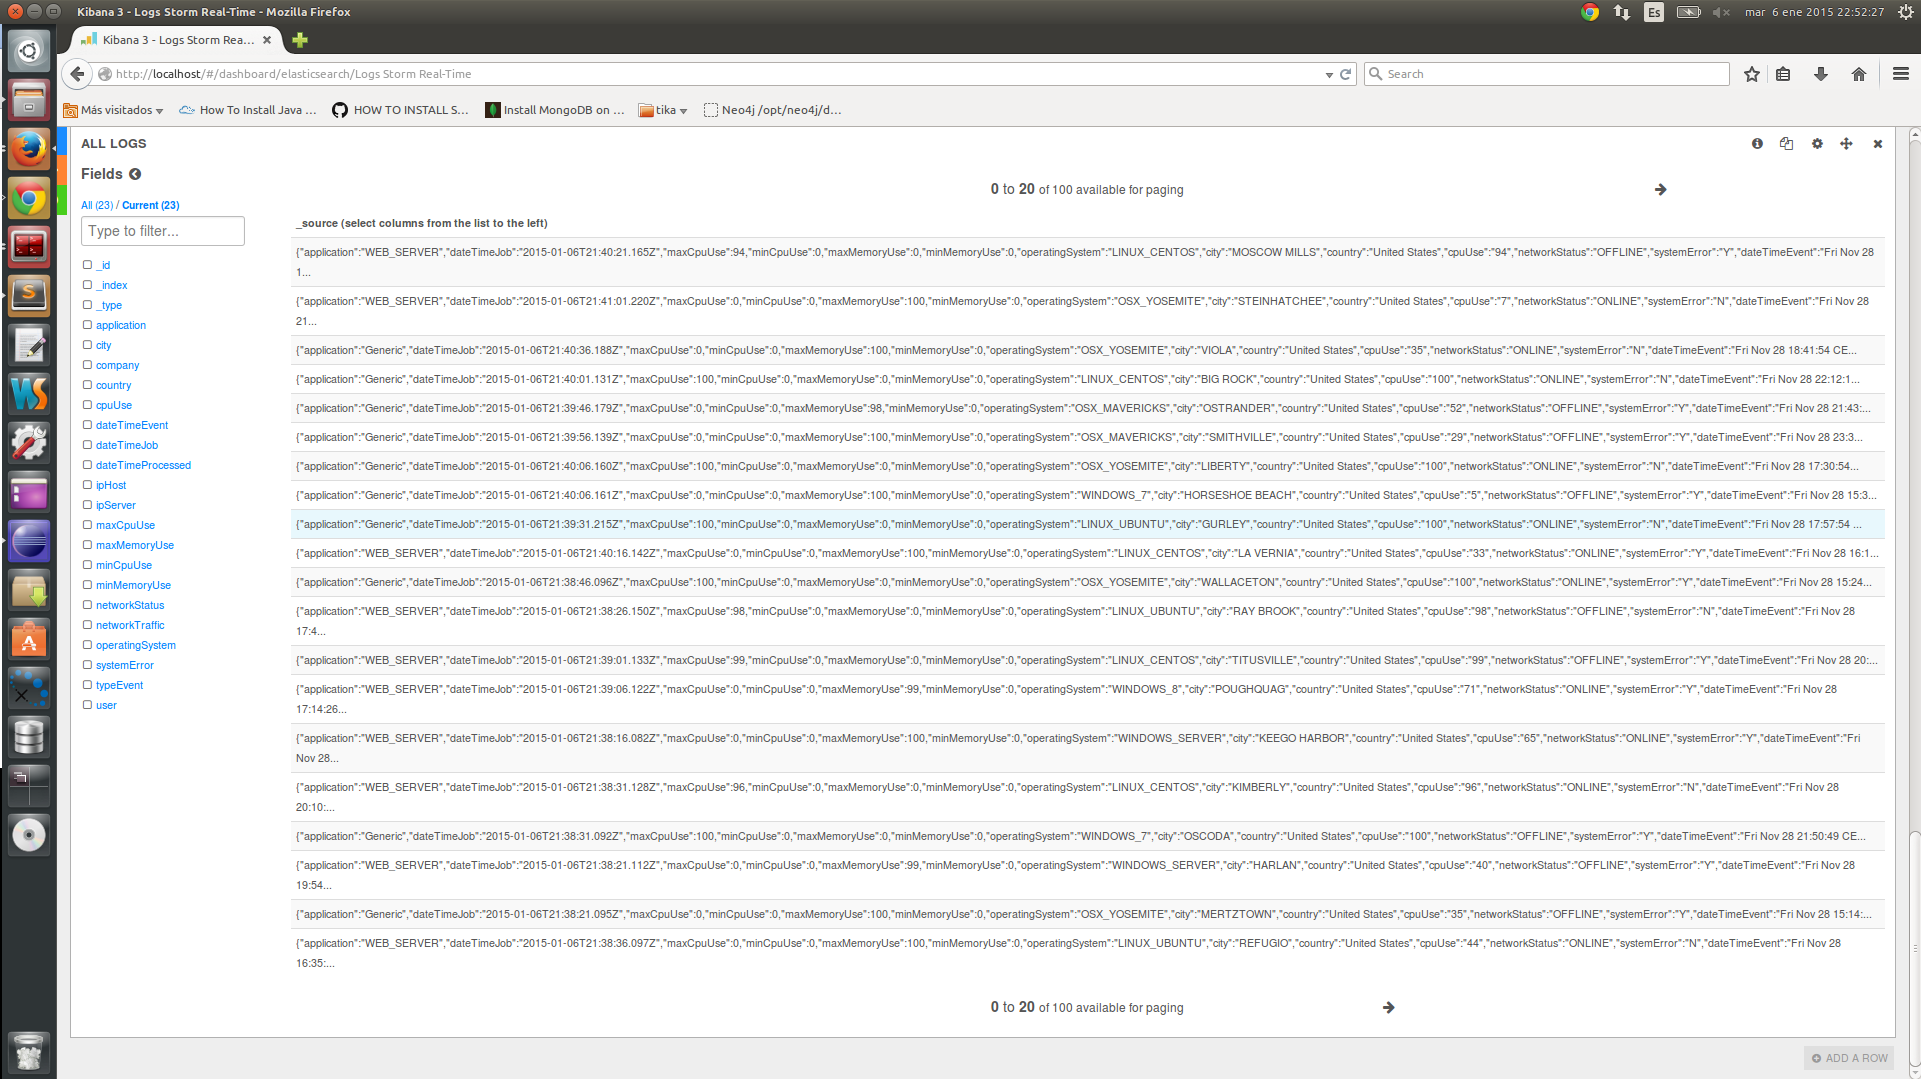 Kibana 3 - Logs Storm Real-Time - Mozilla Firefox
Es
mar 6 ene 2015 22:52:27
Kibana 3 - Logs Storm Rea...
http://localhost/#/dashboard/elasticsearch/Logs Storm Real-Time
Search
Más visitados
How To Install Java ...
HOW TO INSTALL S...
Install MongoDB on ...
tika
Neo4j /opt/neo4j/d...
ALL LOGS
Fields
0 to 20 of 100 available for paging
All (23) / Current (23)
Type to filter...
_id
_index
_type
application
city
company
country
cpuUse
dateTimeEvent
dateTimeJob
dateTimeProcessed
ipHost
ipServer
maxCpuUse
maxMemoryUse
minCpuUse
minMemoryUse
networkStatus
networkTraffic
operatingSystem
systemError
typeEvent
user
_source (select columns from the list to the left)
{"application":"WEB_SERVER","dateTimeJob":"2015-01-06T21:40:21.165Z","maxCpuUse":94,"minCpuUse":0,"maxMemoryUse":0,"minMemoryUse":0,"operatingSystem":"LINUX_CENTOS","city":"MOSCOW MILLS","country":"United States","cpuUse":"94","networkStatus":"OFFLINE","systemError":"Y","dateTimeEvent":"Fri Nov 28
1...
{"application":"WEB_SERVER","dateTimeJob":"2015-01-06T21:41:01.220Z","maxCpuUse":0,"minCpuUse":0,"maxMemoryUse":100,"minMemoryUse":0,"operatingSystem":"OSX_YOSEMITE","city":"STEINHATCHEE","country":"United States","cpuUse":"7","networkStatus":"ONLINE","systemError":"N","dateTimeEvent":"Fri Nov 28
21...
{"application":"Generic","dateTimeJob":"2015-01-06T21:40:36.188Z","maxCpuUse":0,"minCpuUse":0,"maxMemoryUse":100,"minMemoryUse":0,"operatingSystem":"OSX_YOSEMITE","city":"VIOLA","country":"United States","cpuUse":"35","networkStatus":"ONLINE","systemError":"N","dateTimeEvent":"Fri Nov 28 18:41:54 CE...
{"application":"Generic","dateTimeJob":"2015-01-06T21:40:01.131Z","maxCpuUse":100,"minCpuUse":0,"maxMemoryUse":0,"minMemoryUse":0,"operatingSystem":"LINUX_CENTOS","city":"BIG ROCK","country":"United States","cpuUse":"100","networkStatus":"ONLINE","systemError":"N","dateTimeEvent":"Fri Nov 28 22:12:1...
{"application":"Generic","dateTimeJob":"2015-01-06T21:39:46.179Z","maxCpuUse":0,"minCpuUse":0,"maxMemoryUse":98,"minMemoryUse":0,"operatingSystem":"OSX_MAVERICKS","city":"OSTRANDER","country":"United States","cpuUse":"52","networkStatus":"OFFLINE","systemError":"Y","dateTimeEvent":"Fri Nov 28 21:43:...
{"application":"Generic","dateTimeJob":"2015-01-06T21:39:56.139Z","maxCpuUse":0,"minCpuUse":0,"maxMemoryUse":100,"minMemoryUse":0,"operatingSystem":"OSX_MAVERICKS","city":"SMITHVILLE","country":"United States","cpuUse":"29","networkStatus":"OFFLINE","systemError":"Y","dateTimeEvent":"Fri Nov 28 23:3...
{"application":"Generic","dateTimeJob":"2015-01-06T21:40:06.160Z","maxCpuUse":100,"minCpuUse":0,"maxMemoryUse":0,"minMemoryUse":0,"operatingSystem":"OSX_YOSEMITE","city":"LIBERTY","country":"United States","cpuUse":"100","networkStatus":"ONLINE","systemError":"N","dateTimeEvent":"Fri Nov 28 17:30:54...
{"application":"Generic","dateTimeJob":"2015-01-06T21:40:06.161Z","maxCpuUse":0,"minCpuUse":0,"maxMemoryUse":100,"minMemoryUse":0,"operatingSystem":"WINDOWS_7","city":"HORSESHOE BEACH","country":"United States","cpuUse":"5","networkStatus":"OFFLINE","systemError":"Y","dateTimeEvent":"Fri Nov 28 15:3...
{"application":"Generic","dateTimeJob":"2015-01-06T21:39:31.215Z","maxCpuUse":100,"minCpuUse":0,"maxMemoryUse":0,"minMemoryUse":0,"operatingSystem":"LINUX_UBUNTU","city":"GURLEY","country":"United States","cpuUse":"100","networkStatus":"ONLINE","systemError":"N","dateTimeEvent":"Fri Nov 28 17:57:54 ...
{"application":"WEB_SERVER","dateTimeJob":"2015-01-06T21:40:16.142Z","maxCpuUse":0,"minCpuUse":0,"maxMemoryUse":100,"minMemoryUse":0,"operatingSystem":"LINUX_CENTOS","city":"LA VERNIA","country":"United States","cpuUse":"33","networkStatus":"ONLINE","systemError":"Y","dateTimeEvent":"Fri Nov 28 16:1...
{"application":"Generic","dateTimeJob":"2015-01-06T21:38:46.096Z","maxCpuUse":100,"minCpuUse":0,"maxMemoryUse":0,"minMemoryUse":0,"operatingSystem":"OSX_YOSEMITE","city":"WALLACETON","country":"United States","cpuUse":"100","networkStatus":"ONLINE","systemError":"Y","dateTimeEvent":"Fri Nov 28 15:24...
{"application":"WEB_SERVER","dateTimeJob":"2015-01-06T21:38:26.150Z","maxCpuUse":98,"minCpuUse":0,"maxMemoryUse":0,"minMemoryUse":0,"operatingSystem":"LINUX_UBUNTU","city":"RAY BROOK","country":"United States","cpuUse":"98","networkStatus":"OFFLINE","systemError":"N","dateTimeEvent":"Fri Nov 28
17:4...
{"application":"WEB_SERVER","dateTimeJob":"2015-01-06T21:39:01.133Z","maxCpuUse":99,"minCpuUse":0,"maxMemoryUse":0,"minMemoryUse":0,"operatingSystem":"LINUX_CENTOS","city":"TITUSVILLE","country":"United States","cpuUse":"99","networkStatus":"OFFLINE","systemError":"Y","dateTimeEvent":"Fri Nov 28 20:...
{"application":"WEB_SERVER","dateTimeJob":"2015-01-06T21:39:06.122Z","maxCpuUse":0,"minCpuUse":0,"maxMemoryUse":99,"minMemoryUse":0,"operatingSystem":"WINDOWS_8","city":"POUGHQUAG","country":"United States","cpuUse":"71","networkStatus":"ONLINE","systemError":"Y","dateTimeEvent":"Fri Nov 28
17:14:26...
{"application":"WEB_SERVER","dateTimeJob":"2015-01-06T21:38:16.082Z","maxCpuUse":0,"minCpuUse":0,"maxMemoryUse":100,"minMemoryUse":0,"operatingSystem":"WINDOWS_SERVER","city":"KEEGO HARBOR","country":"United States","cpuUse":"65","networkStatus":"ONLINE","systemError":"Y","dateTimeEvent":"Fri
Nov 28...
{"application":"WEB_SERVER","dateTimeJob":"2015-01-06T21:38:31.128Z","maxCpuUse":96,"minCpuUse":0,"maxMemoryUse":0,"minMemoryUse":0,"operatingSystem":"LINUX_CENTOS","city":"KIMBERLY","country":"United States","cpuUse":"96","networkStatus":"ONLINE","systemError":"N","dateTimeEvent":"Fri Nov 28
20:10:...
{"application":"Generic","dateTimeJob":"2015-01-06T21:38:31.092Z","maxCpuUse":100,"minCpuUse":0,"maxMemoryUse":0,"minMemoryUse":0,"operatingSystem":"WINDOWS_7","city":"OSCODA","country":"United States","cpuUse":"100","networkStatus":"OFFLINE","systemError":"Y","dateTimeEvent":"Fri Nov 28 21:50:49 CE...
{"application":"WEB_SERVER","dateTimeJob":"2015-01-06T21:38:21.112Z","maxCpuUse":0,"minCpuUse":0,"maxMemoryUse":99,"minMemoryUse":0,"operatingSystem":"WINDOWS_SERVER","city":"HARLAN","country":"United States","cpuUse":"40","networkStatus":"OFFLINE","systemError":"Y","dateTimeEvent":"Fri Nov 28
19:54...
{"application":"Generic","dateTimeJob":"2015-01-06T21:38:21.095Z","maxCpuUse":0,"minCpuUse":0,"maxMemoryUse":100,"minMemoryUse":0,"operatingSystem":"OSX_YOSEMITE","city":"MERTZTOWN","country":"United States","cpuUse":"35","networkStatus":"OFFLINE","systemError":"Y","dateTimeEvent":"Fri Nov 28 15:14:...
{"application":"WEB_SERVER","dateTimeJob":"2015-01-06T21:38:36.097Z","maxCpuUse":0,"minCpuUse":0,"maxMemoryUse":100,"minMemoryUse":0,"operatingSystem":"LINUX_UBUNTU","city":"REFUGIO","country":"United States","cpuUse":"44","networkStatus":"ONLINE","systemError":"N","dateTimeEvent":"Fri Nov 28
16:35:...
0 to 20 of 100 available for paging
ADD A ROW